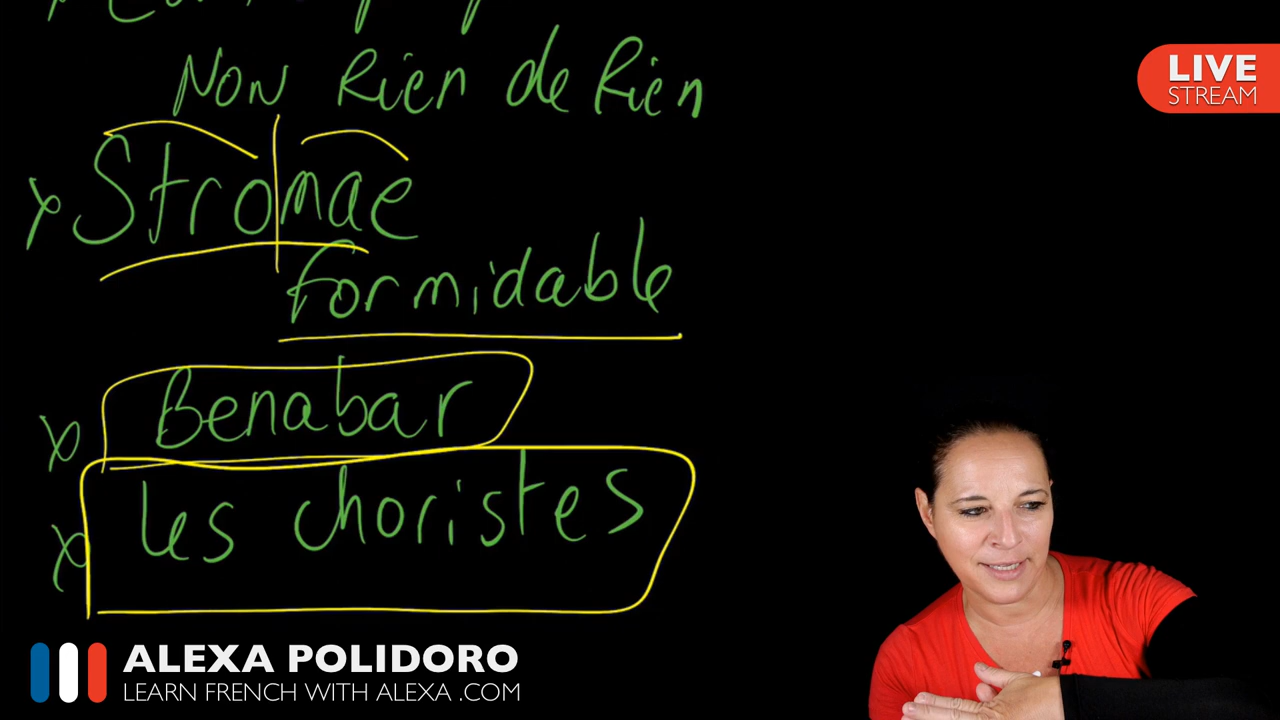 NON Rien de Rien
x Stromae
formidable
x Benabar
x les choristes
LIVE
STREAM
ALEXA POLIDORO
LEARN FRENCH WITH ALEXA .COM